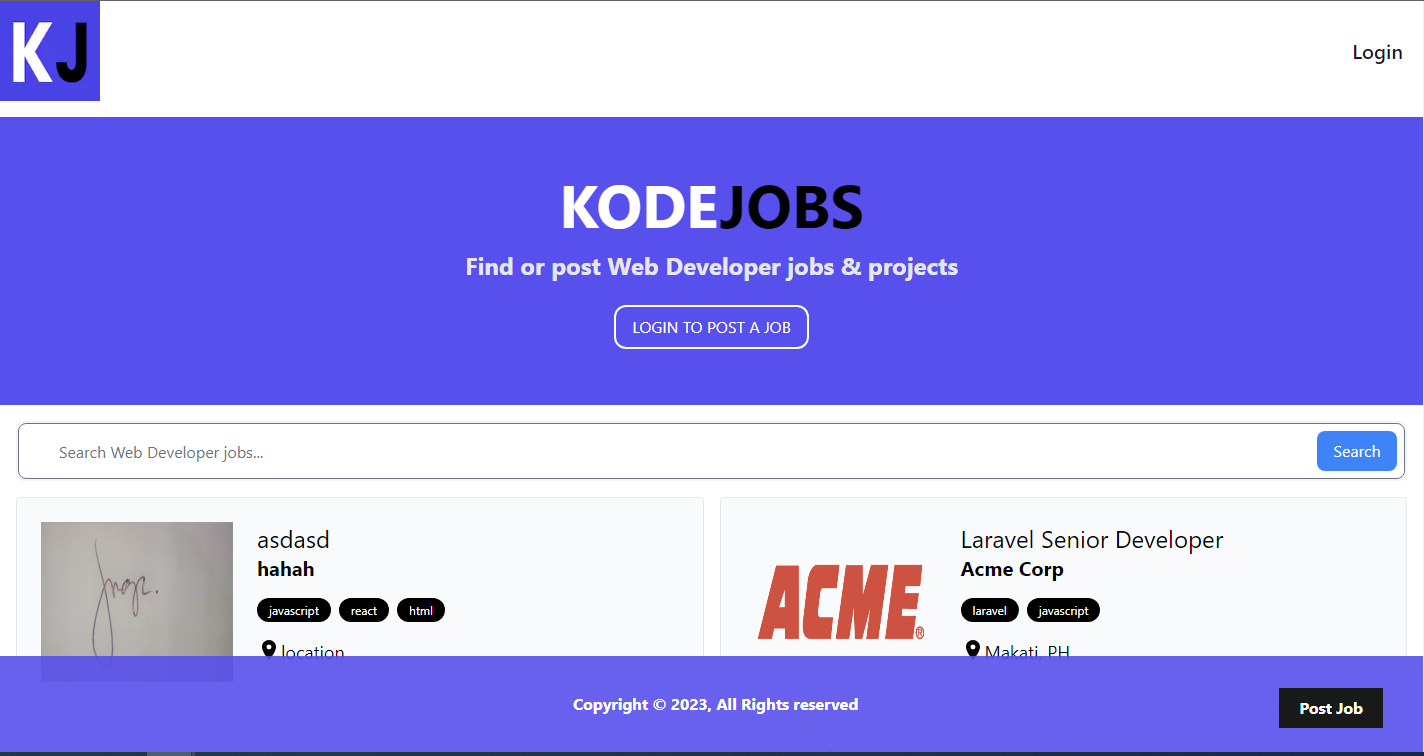 KJ
Login
KODEJOBS
Find or post Web Developer jobs & projects
LOGIN TO POST A JOB
Search Web Developer jobs...
Search
asdasd
hahah
javascript react html
location
Laravel Senior Developer
Acme Corp
ACME®
laravel javascript
Makati, PH
Copyright © 2023, All Rights reserved
Post Job